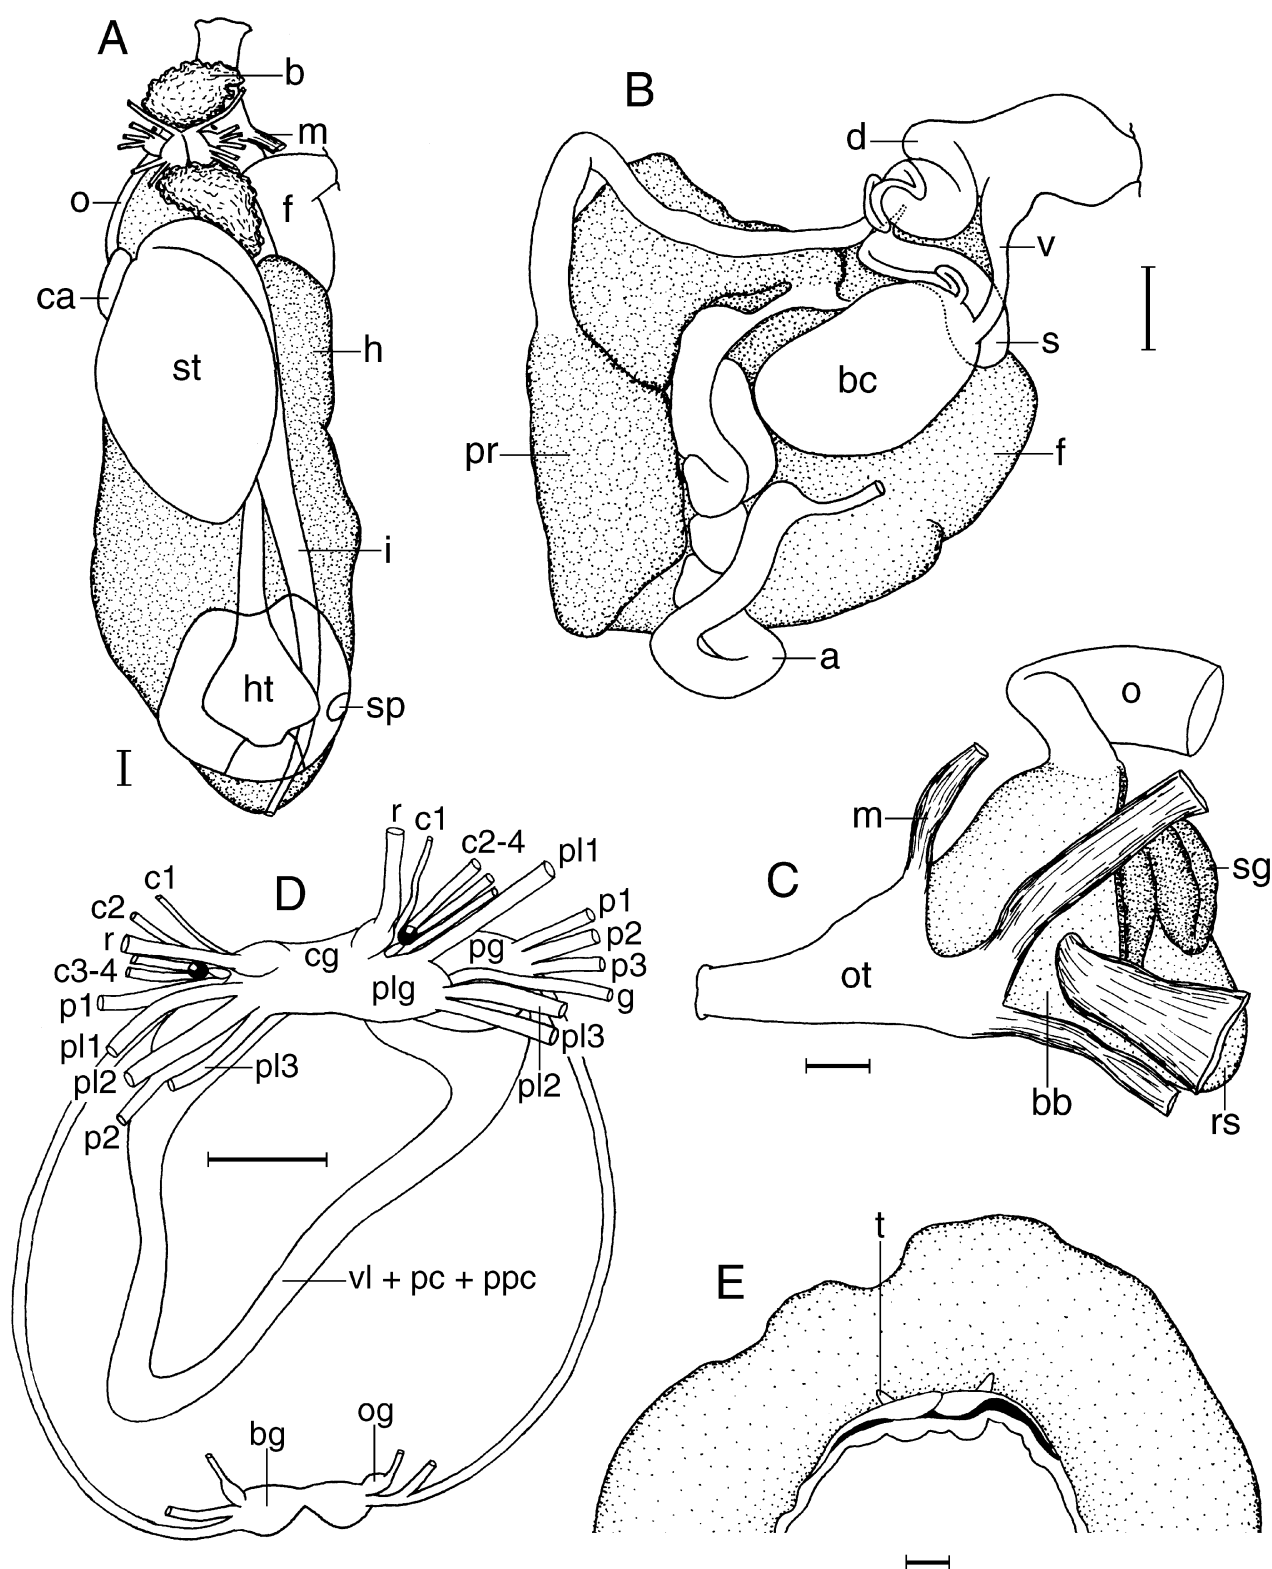 A
b
m
o
f
ca
h
st
i
ht
sp
B
d
v
s
bc
pr
f
a
C
o
m
sg
ot
bb
rs
D
r
c1
c2-4
pl1
c1
c2
r
c3-4
p1
pl1
pl2
p2
pl3
cg
pg
plg
p1
p2
p3
g
pl3
pl2
vl + pc + ppc
bg
og
E
t